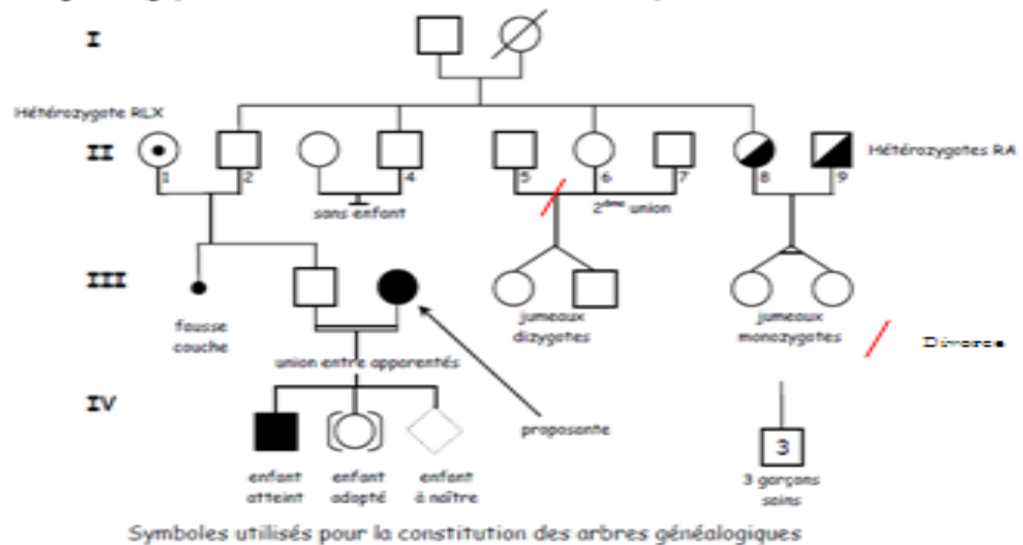 I
Hétérozygote RLX
II
Hétérozygotes RA
1
2
4
5
6
7
8
9
sans enfant
2ème union
III
fausse
couche
jumeaux
dizygotes
jumeaux
monozygotes
Divorce
union entre apparentés
IV
proposante
3
enfant
atteint
enfant
adopté
enfant
à naître
3 garçons
sains
Symboles utilisés pour la constitution des arbres généalogiques